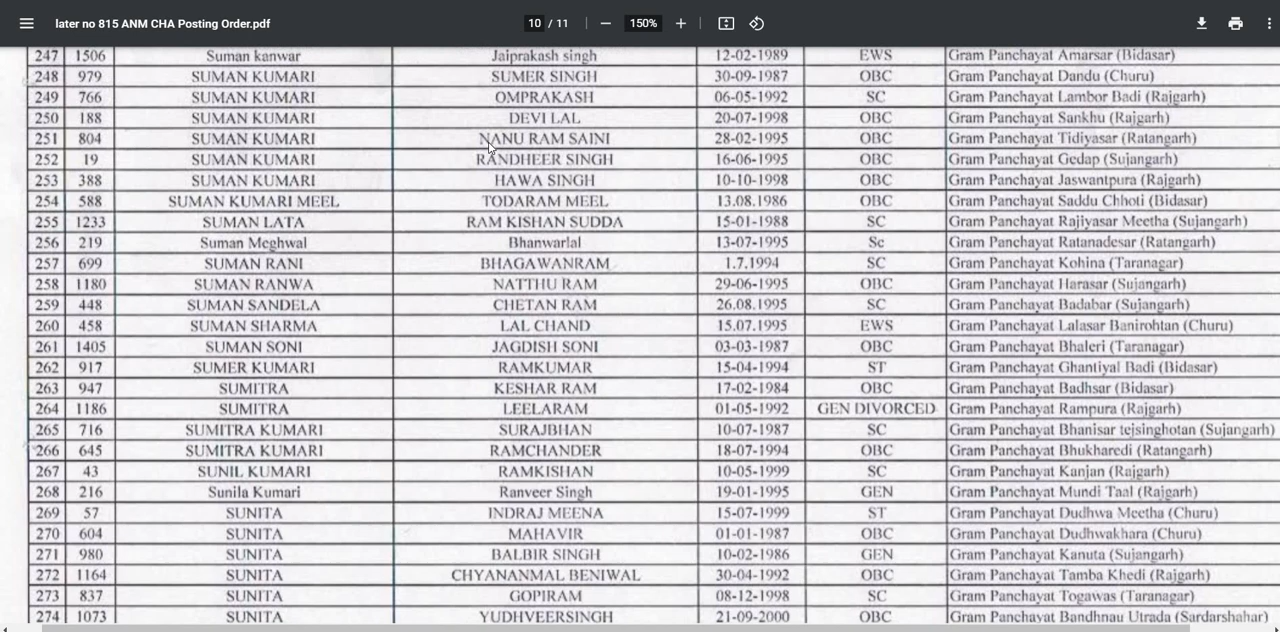 later no 815 ANM CHA Posting Order.pdf 10 / 11 150%
247 1506 Suman kanwar Jaiprakash singh 12-02-1989 EWS Gram Panchayat Amarsar (Bidasar)
248 979 SUMAN KUMARI SUMER SINGH 30-09-1987 OBC Gram Panchayat Dandu (Churu)
249 766 SUMAN KUMARI OMPRAKASH 06-05-1992 SC Gram Panchayat Lambor Badi (Rajgarh)
250 188 SUMAN KUMARI DEVI LAL 20-07-1998 OBC Gram Panchayat Sankhu (Rajgarh)
251 804 SUMAN KUMARI NANU RAM SAINI 28-02-1995 OBC Gram Panchayat Tidiyasar (Ratangarh)
252 19 SUMAN KUMARI RANDHEER SINGH 16-06-1995 OBC Gram Panchayat Gedap (Sujangarh)
253 388 SUMAN KUMARI HAWA SINGH 10-10-1998 OBC Gram Panchayat Jaswantpura (Rajgarh)
254 588 SUMAN KUMARI MEEL TODARAM MEEL 13.08.1986 OBC Gram Panchayat Saddu Chhoti (Bidasar)
255 1233 SUMAN LATA RAM KISHAN SUDDA 15-01-1988 SC Gram Panchayat Rajiyasar Meetha (Sujangarh)
256 219 Suman Meghwal Bhanwarlal 13-07-1995 Sc Gram Panchayat Ratanadesar (Ratangarh)
257 699 SUMAN RANI BHAGAWANRAM 1.7.1994 SC Gram Panchayat Kohina (Taranagar)
258 1180 SUMAN RANWA NATTHU RAM 29-06-1995 OBC Gram Panchayat Harasar (Sujangarh)
259 448 SUMAN SANDELA CHETAN RAM 26.08.1995 SC Gram Panchayat Badabar (Sujangarh)
260 458 SUMAN SHARMA LAL CHAND 15.07.1995 EWS Gram Panchayat Lalasar Banirohtan (Churu)
261 1405 SUMAN SONI JAGDISH SONI 03-03-1987 OBC Gram Panchayat Bhaleri (Taranagar)
262 917 SUMER KUMARI RAMKUMAR 15-04-1994 ST Gram Panchayat Ghantiyal Badi (Bidasar)
263 947 SUMITRA KESHAR RAM 17-02-1984 OBC Gram Panchayat Badhsar (Bidasar)
264 1186 SUMITRA LEELARAM 01-05-1992 GEN DIVORCED Gram Panchayat Rampura (Rajgarh)
265 716 SUMITRA KUMARI SURAJBHAN 10-07-1987 SC Gram Panchayat Bhanisar tejsinghotan (Sujangarh)
266 645 SUMITRA KUMARI RAMCHANDER 18-07-1994 OBC Gram Panchayat Bhukharedi (Ratangarh)
267 43 SUNIL KUMARI RAMKISHAN 10-05-1999 SC Gram Panchayat Kanjan (Rajgarh)
268 216 Sunila Kumari Ranveer Singh 19-01-1995 GEN Gram Panchayat Mundi Taal (Rajgarh)
269 57 SUNITA INDRAJ MEENA 15-07-1999 ST Gram Panchayat Dudhwa Meetha (Churu)
270 604 SUNITA MAHAVIR 01-01-1987 OBC Gram Panchayat Dudhwakhara (Churu)
271 980 SUNITA BALBIR SINGH 10-02-1986 GEN Gram Panchayat Kanuta (Sujangarh)
272 1164 SUNITA CHYANANMAL BENIWAL 30-04-1992 OBC Gram Panchayat Tamba Khedi (Rajgarh)
273 837 SUNITA GOPIRAM 08-12-1998 SC Gram Panchayat Togawas (Taranagar)
274 1073 SUNITA YUDHVEERSINGH 21-09-2000 OBC Gram Panchayat Bandhnau Utrada (Sardarshahar)